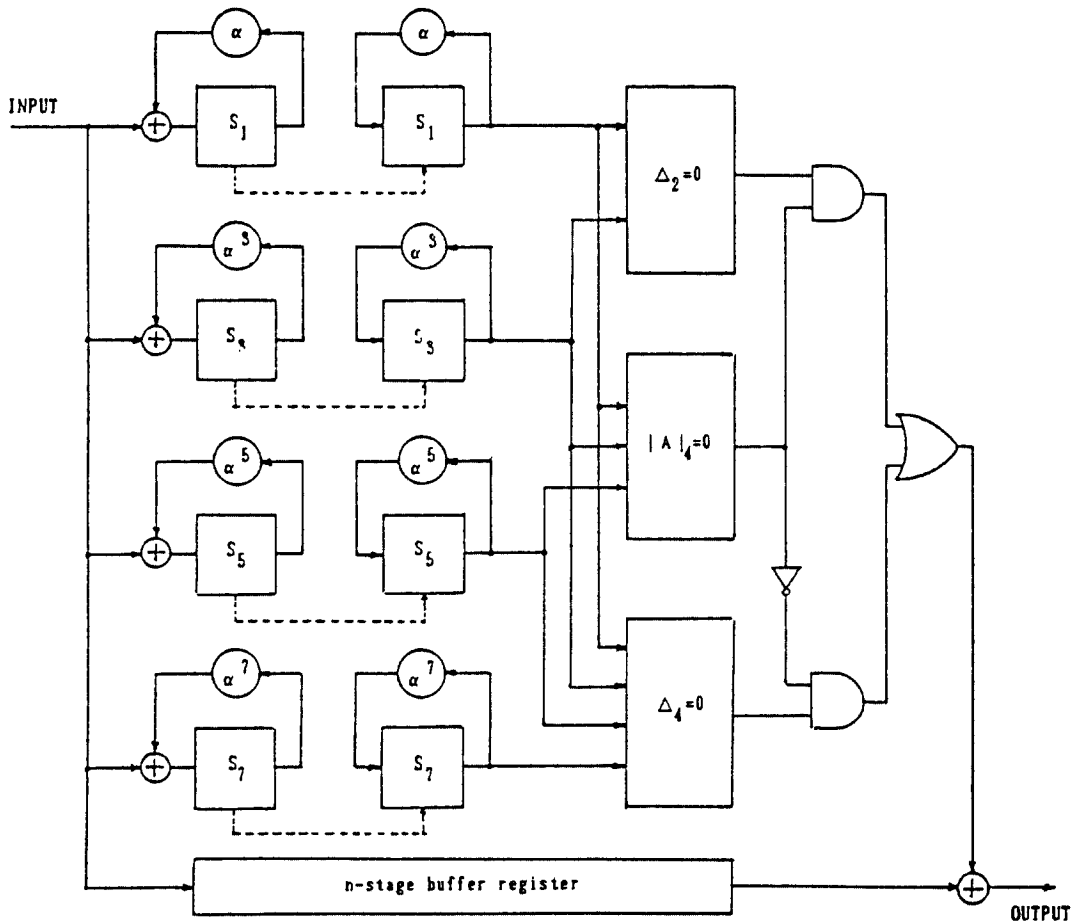 α
α
INPUT
S₁
S₁
Δ₂=0
α³
α³
S₃
S₃
|A|₄=0
α⁵
α⁵
S₅
S₅
α⁷
α⁷
Δ₄=0
S₇
S₇
n-stage buffer register
OUTPUT